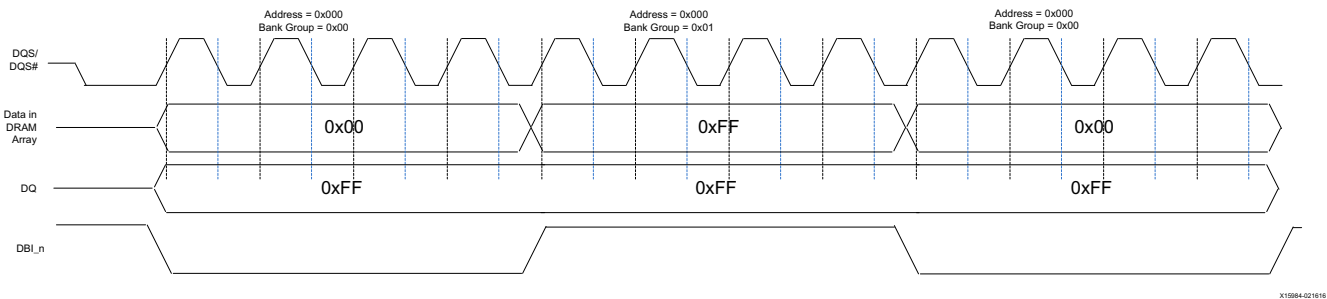 Address = 0x000
Bank Group = 0x00
Address = 0x000
Bank Group = 0x01
Address = 0x000
Bank Group = 0x00
DQS/
DQS#
Data in
DRAM
Array
0x00
0xFF
0x00
DQ
0xFF
0xFF
0xFF
DBI_n
X15984-021616